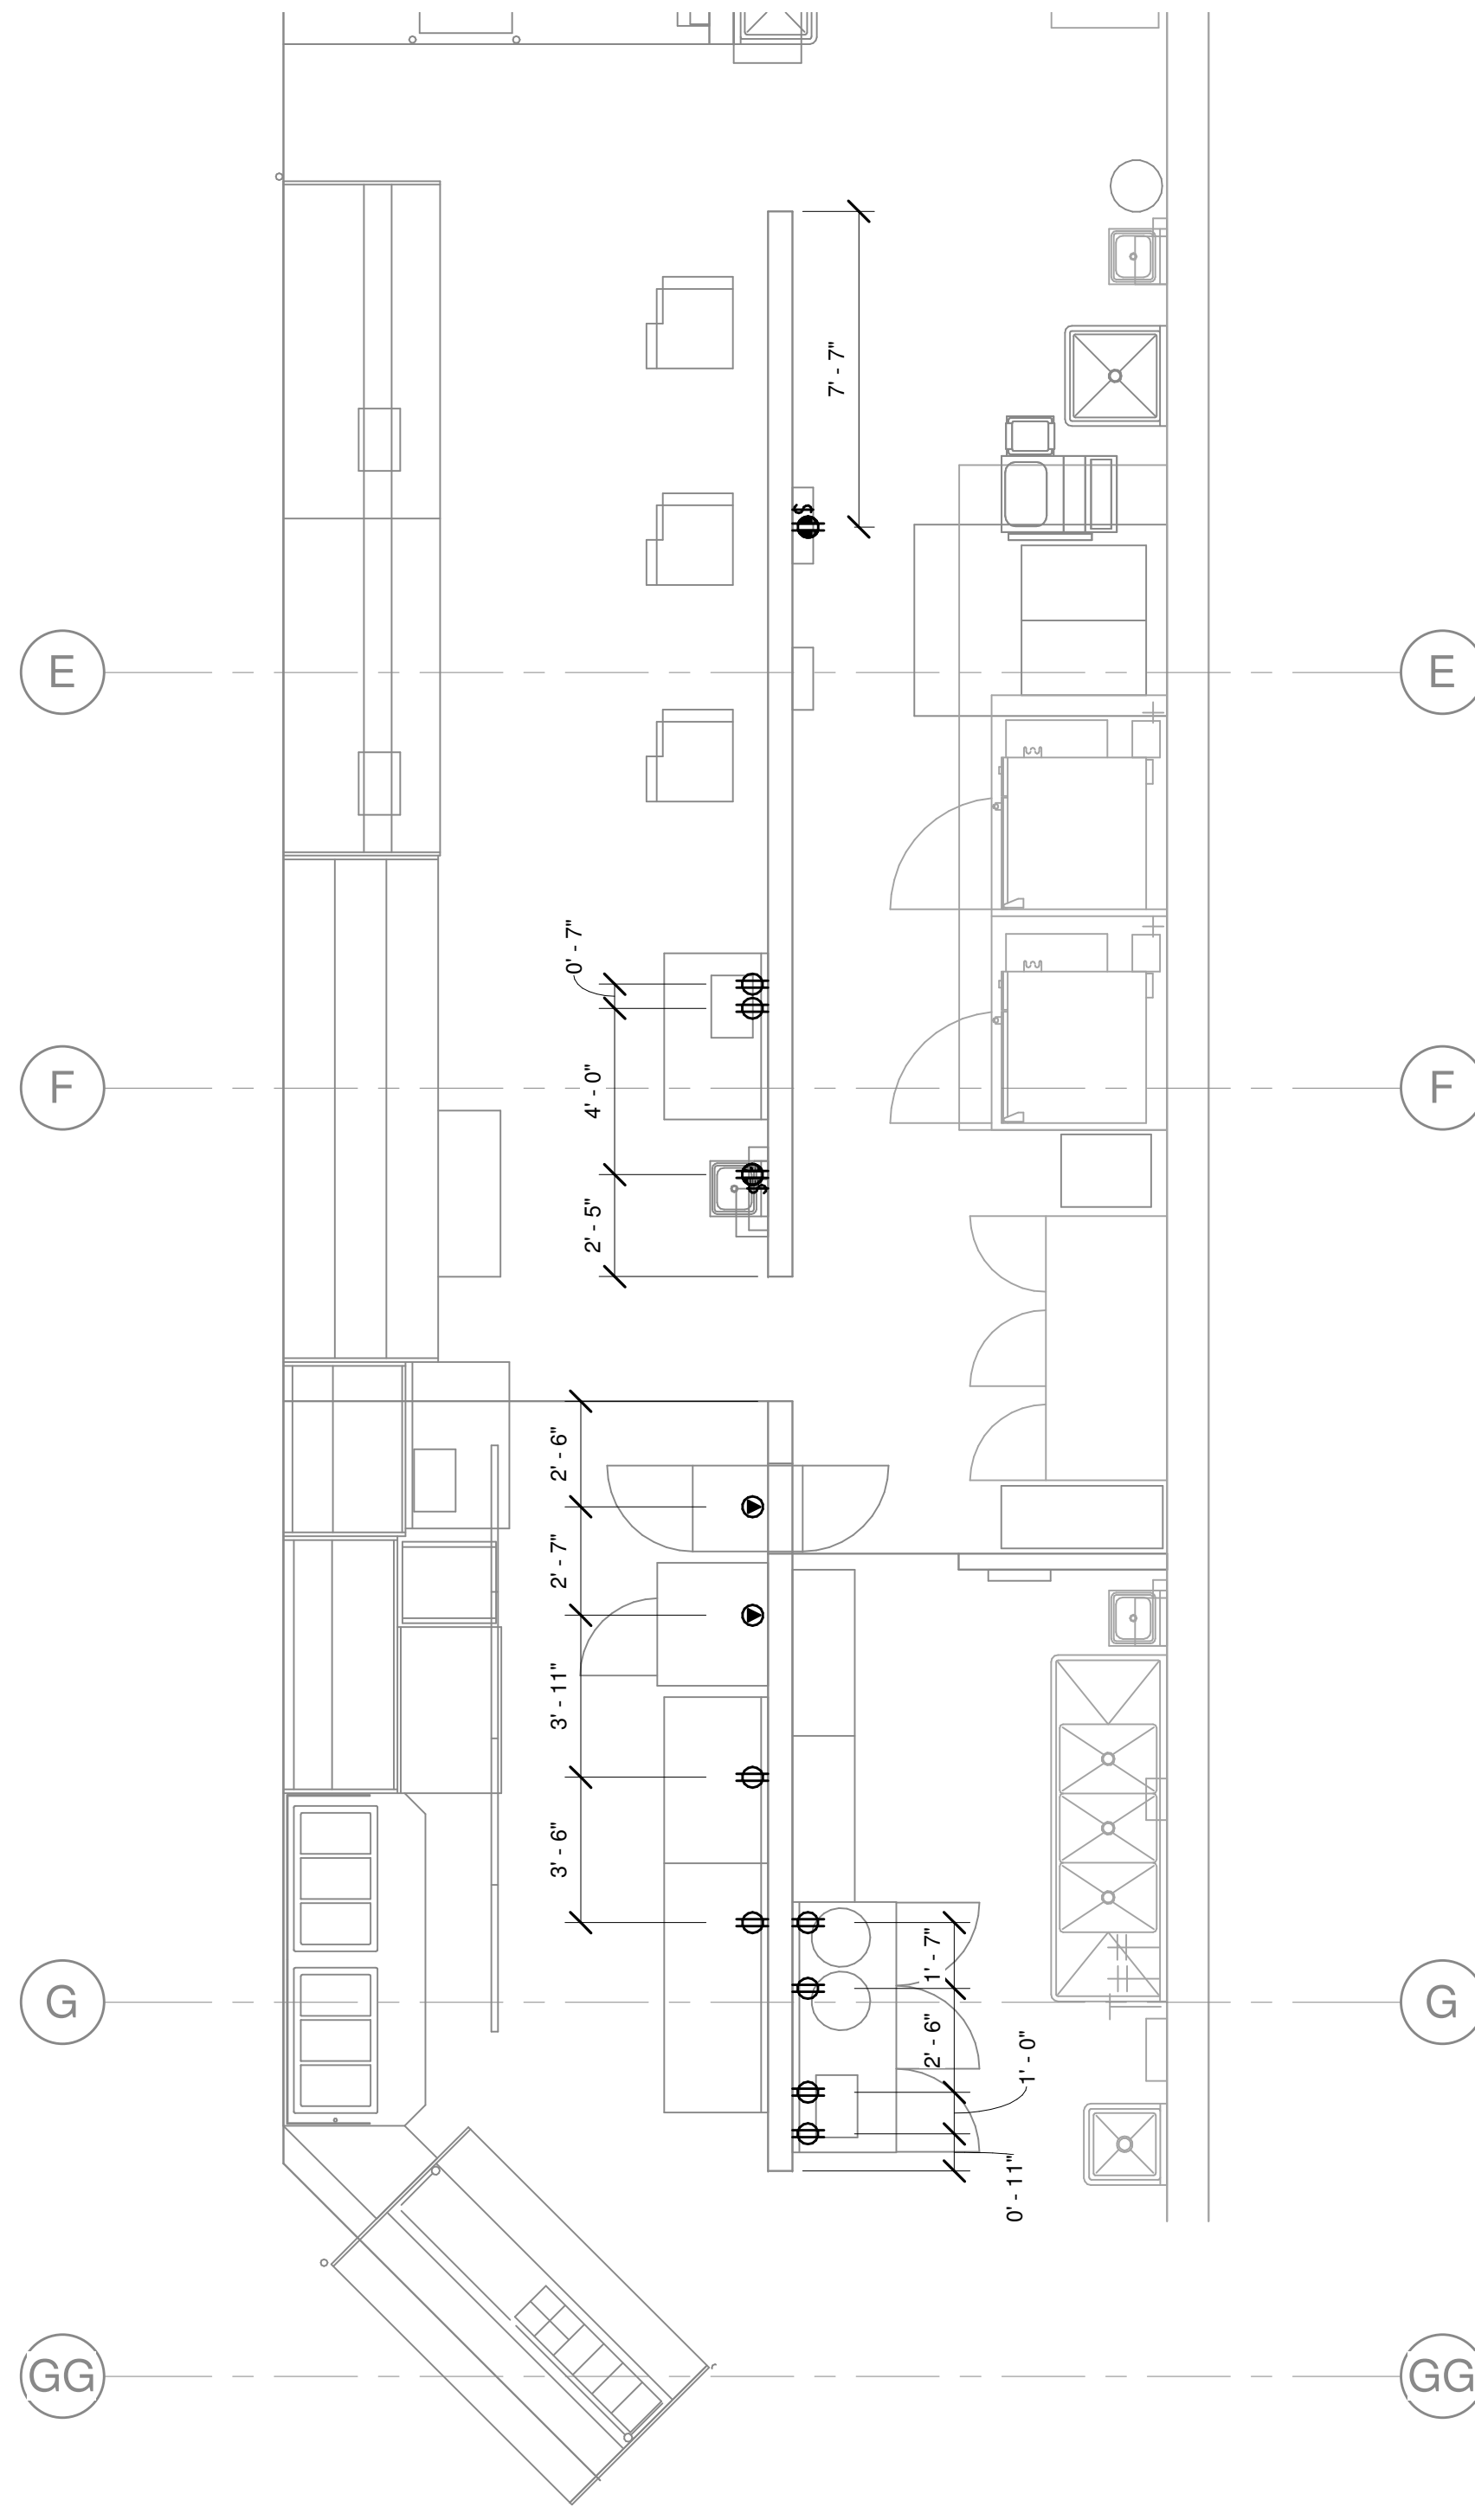 7' - 7"
$
E
E
0' - 7"
F
4' - 0"
F
$
2' - 5"
2' - 6"
2' - 7"
3' - 11"
3' - 6"
1' - 7"
G
G
2' - 6"
1' - 0"
0' - 11"
GG
GG